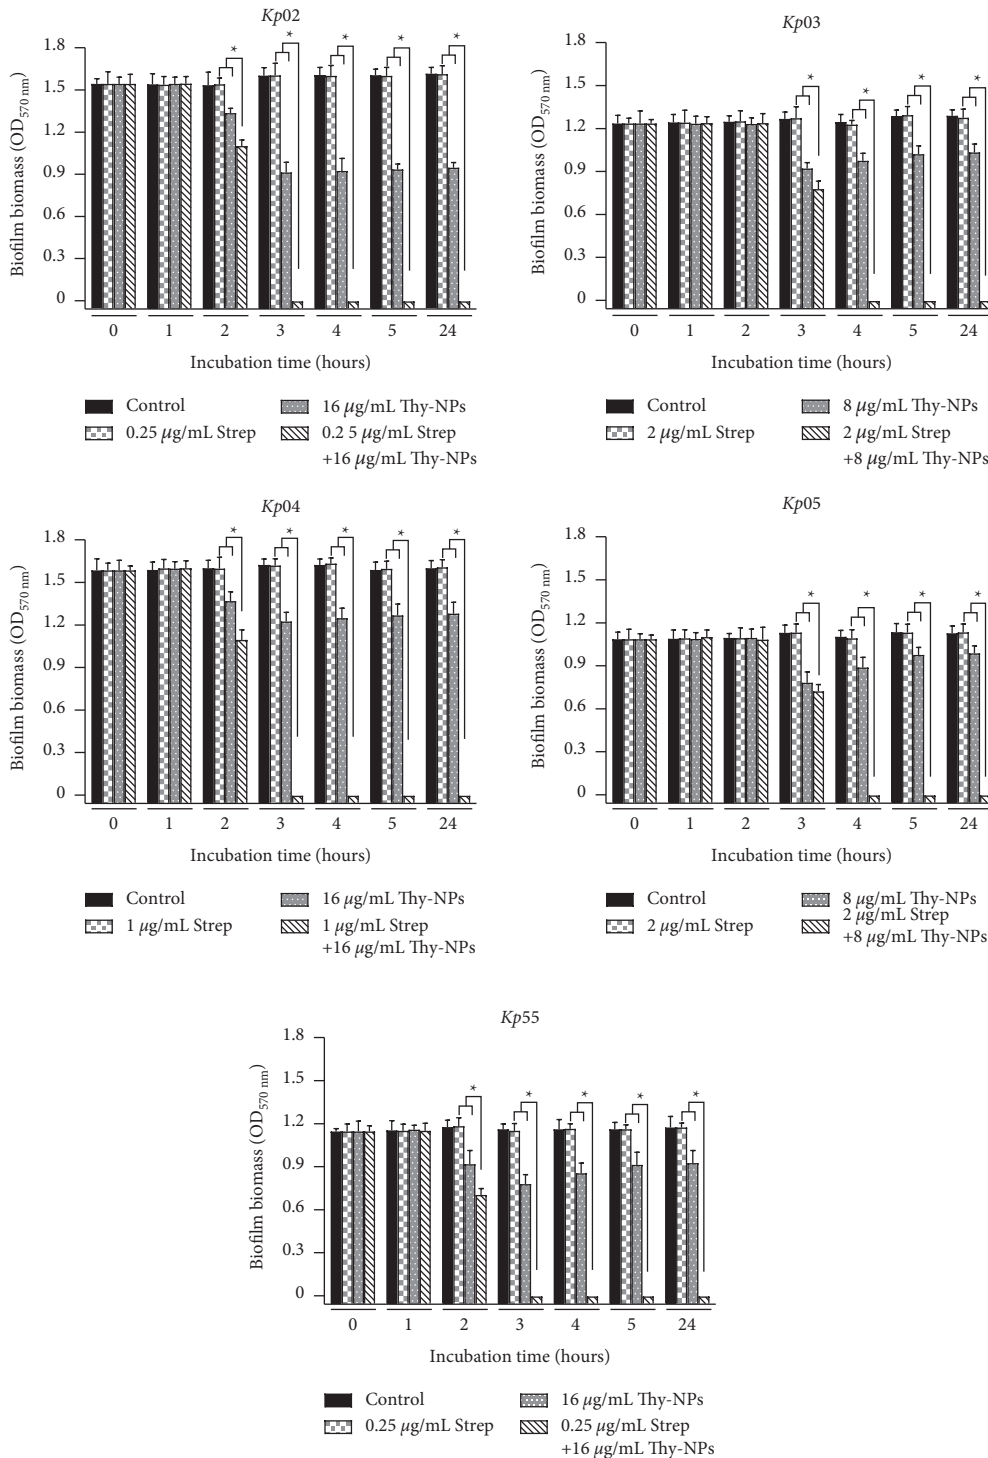 Kp02
Biofilm biomass (OD570 nm)
1.8
1.5
1.2
0.9
0.6
0.3
0
* * * * *
0 1 2 3 4 5 24
Incubation time (hours)
Control
0.25 μg/mL Strep
16 μg/mL Thy-NPs
0.2 5 μg/mL Strep
+16 μg/mL Thy-NPs
Kp03
Biofilm biomass (OD570 nm)
1.8
1.5
1.2
0.9
0.6
0.3
0
* * * *
0 1 2 3 4 5 24
Incubation time (hours)
Control
2 μg/mL Strep
8 μg/mL Thy-NPs
2 μg/mL Strep
+8 μg/mL Thy-NPs
Kp04
Biofilm biomass (OD570 nm)
1.8
1.5
1.2
0.9
0.6
0.3
0
* * * * *
0 1 2 3 4 5 24
Incubation time (hours)
Control
1 μg/mL Strep
16 μg/mL Thy-NPs
1 μg/mL Strep
+16 μg/mL Thy-NPs
Kp05
Biofilm biomass (OD570 nm)
1.8
1.5
1.2
0.9
0.6
0.3
0
* * * *
0 1 2 3 4 5 24
Incubation time (hours)
Control
2 μg/mL Strep
8 μg/mL Thy-NPs
2 μg/mL Strep
+8 μg/mL Thy-NPs
Kp55
Biofilm biomass (OD570 nm)
1.8
1.5
1.2
0.9
0.6
0.3
0
* * * * *
0 1 2 3 4 5 24
Incubation time (hours)
Control
0.25 μg/mL Strep
16 μg/mL Thy-NPs
0.25 μg/mL Strep
+16 μg/mL Thy-NPs